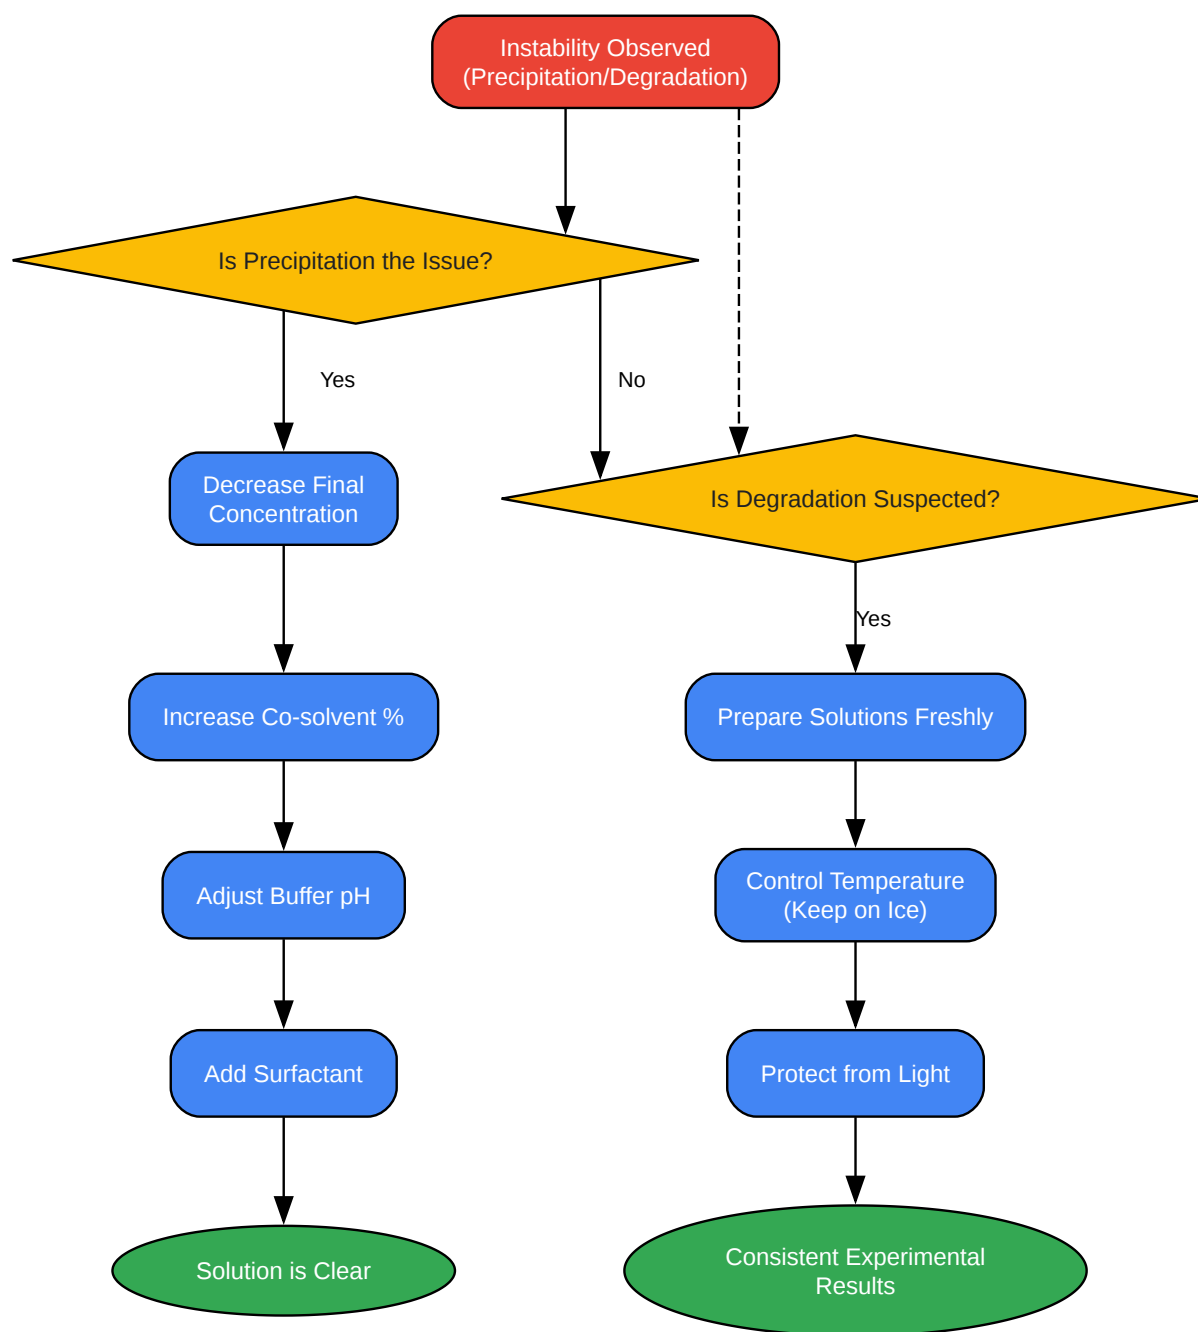 Instability Observed
(Precipitation/Degradation)
Is Precipitation the Issue?
Yes
No
Decrease Final
Concentration
Is Degradation Suspected?
Yes
Increase Co-solvent %
Prepare Solutions Freshly
Adjust Buffer pH
Control Temperature
(Keep on Ice)
Add Surfactant
Protect from Light
Solution is Clear
Consistent Experimental
Results